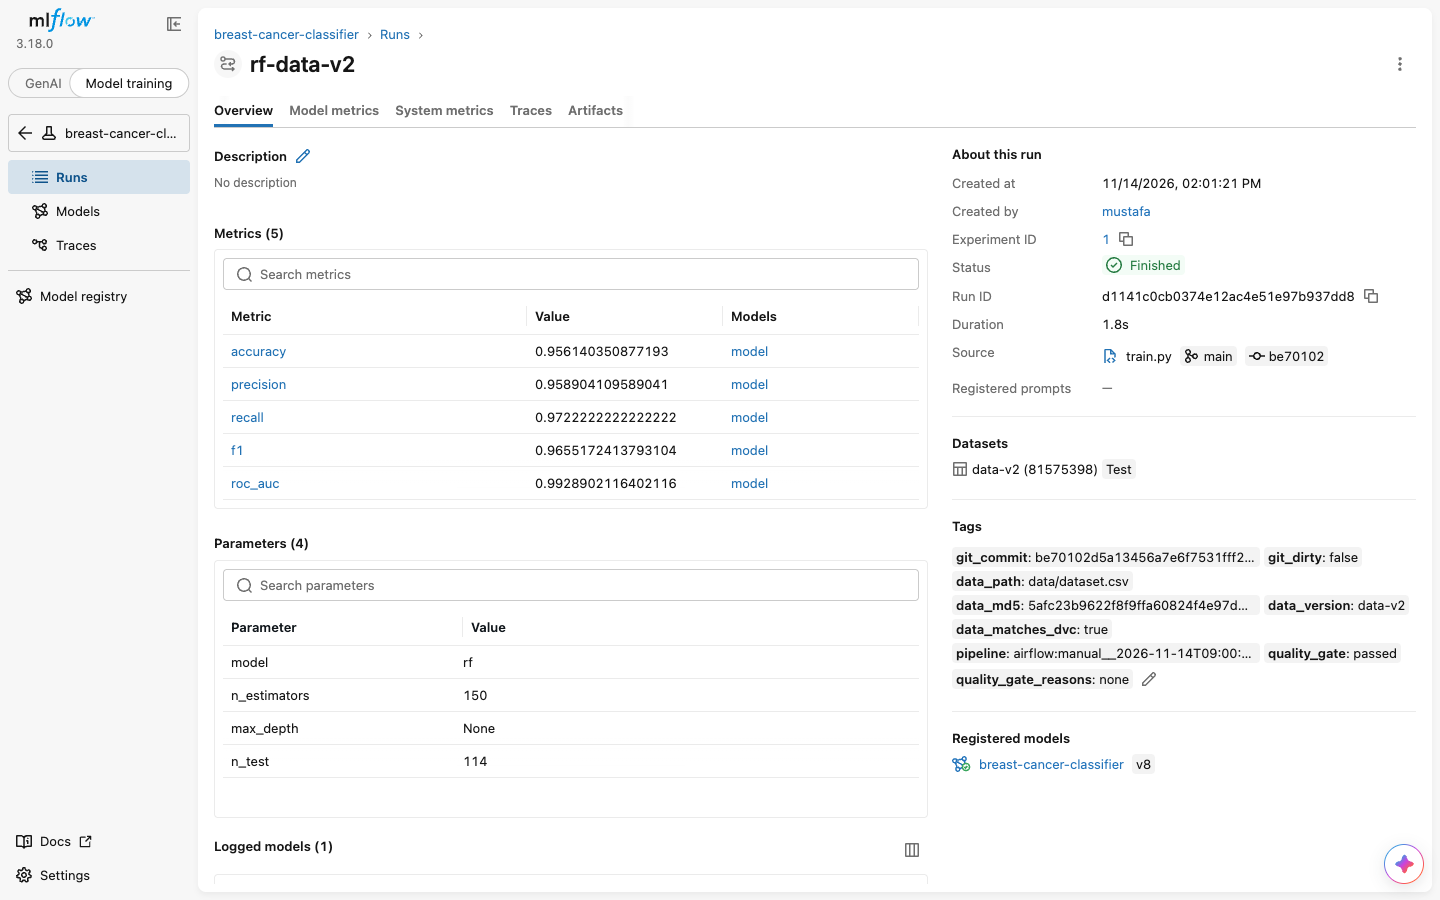 mlflow
3.18.0
GenAI
Model training
breast-cancer-cl...
Runs
Models
Traces
Model registry
Docs
Settings
breast-cancer-classifier > Runs >
rf-data-v2
Overview Model metrics System metrics Traces Artifacts
Description
No description
Metrics (5)
Search metrics
Metric Value Models
accuracy 0.956140350877193 model
precision 0.958904109589041 model
recall 0.9722222222222222 model
f1 0.9655172413793104 model
roc_auc 0.9928902116402116 model
Parameters (4)
Search parameters
Parameter Value
model rf
n_estimators 150
max_depth None
n_test 114
Logged models (1)
About this run
Created at 11/14/2026, 02:01:21 PM
Created by mustafa
Experiment ID 1
Status Finished
Run ID d1141c0cb0374e12ac4e51e97b937dd8
Duration 1.8s
Source train.py main be70102
Registered prompts —
Datasets
data-v2 (81575398) Test
Tags
git_commit: be70102d5a13456a7e6f7531fff2... git_dirty: false
data_path: data/dataset.csv
data_md5: 5afc23b9622f8f9ffa60824f4e97d... data_version: data-v2
data_matches_dvc: true
pipeline: airflow:manual__2026-11-14T09:00:... quality_gate: passed
quality_gate_reasons: none
Registered models
breast-cancer-classifier v8